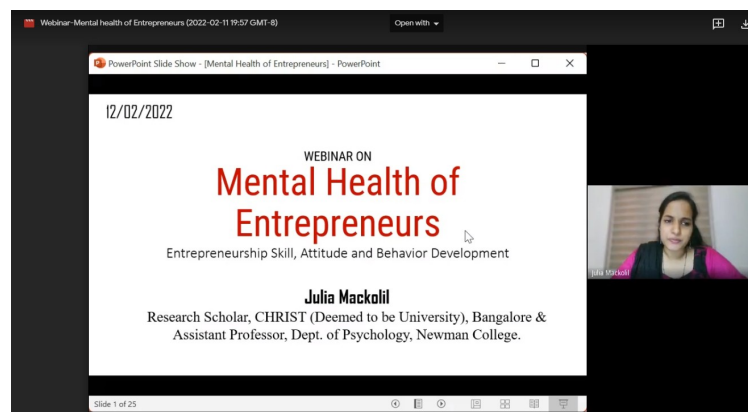 Webinar-Mental health of Entrepreneurs (2022-02-11 19:57 GMT-8)
Open with
PowerPoint Slide Show - [Mental Health of Entrepreneurs] - PowerPoint
12/02/2022
WEBINAR ON
Mental Health of
Entrepreneurs
Entrepreneurship Skill, Attitude and Behavior Development
Julia Mackolil
Research Scholar, CHRIST (Deemed to be University), Bangalore &
Assistant Professor, Dept. of Psychology, Newman College.
Julia Mackolil
Slide 1 of 25